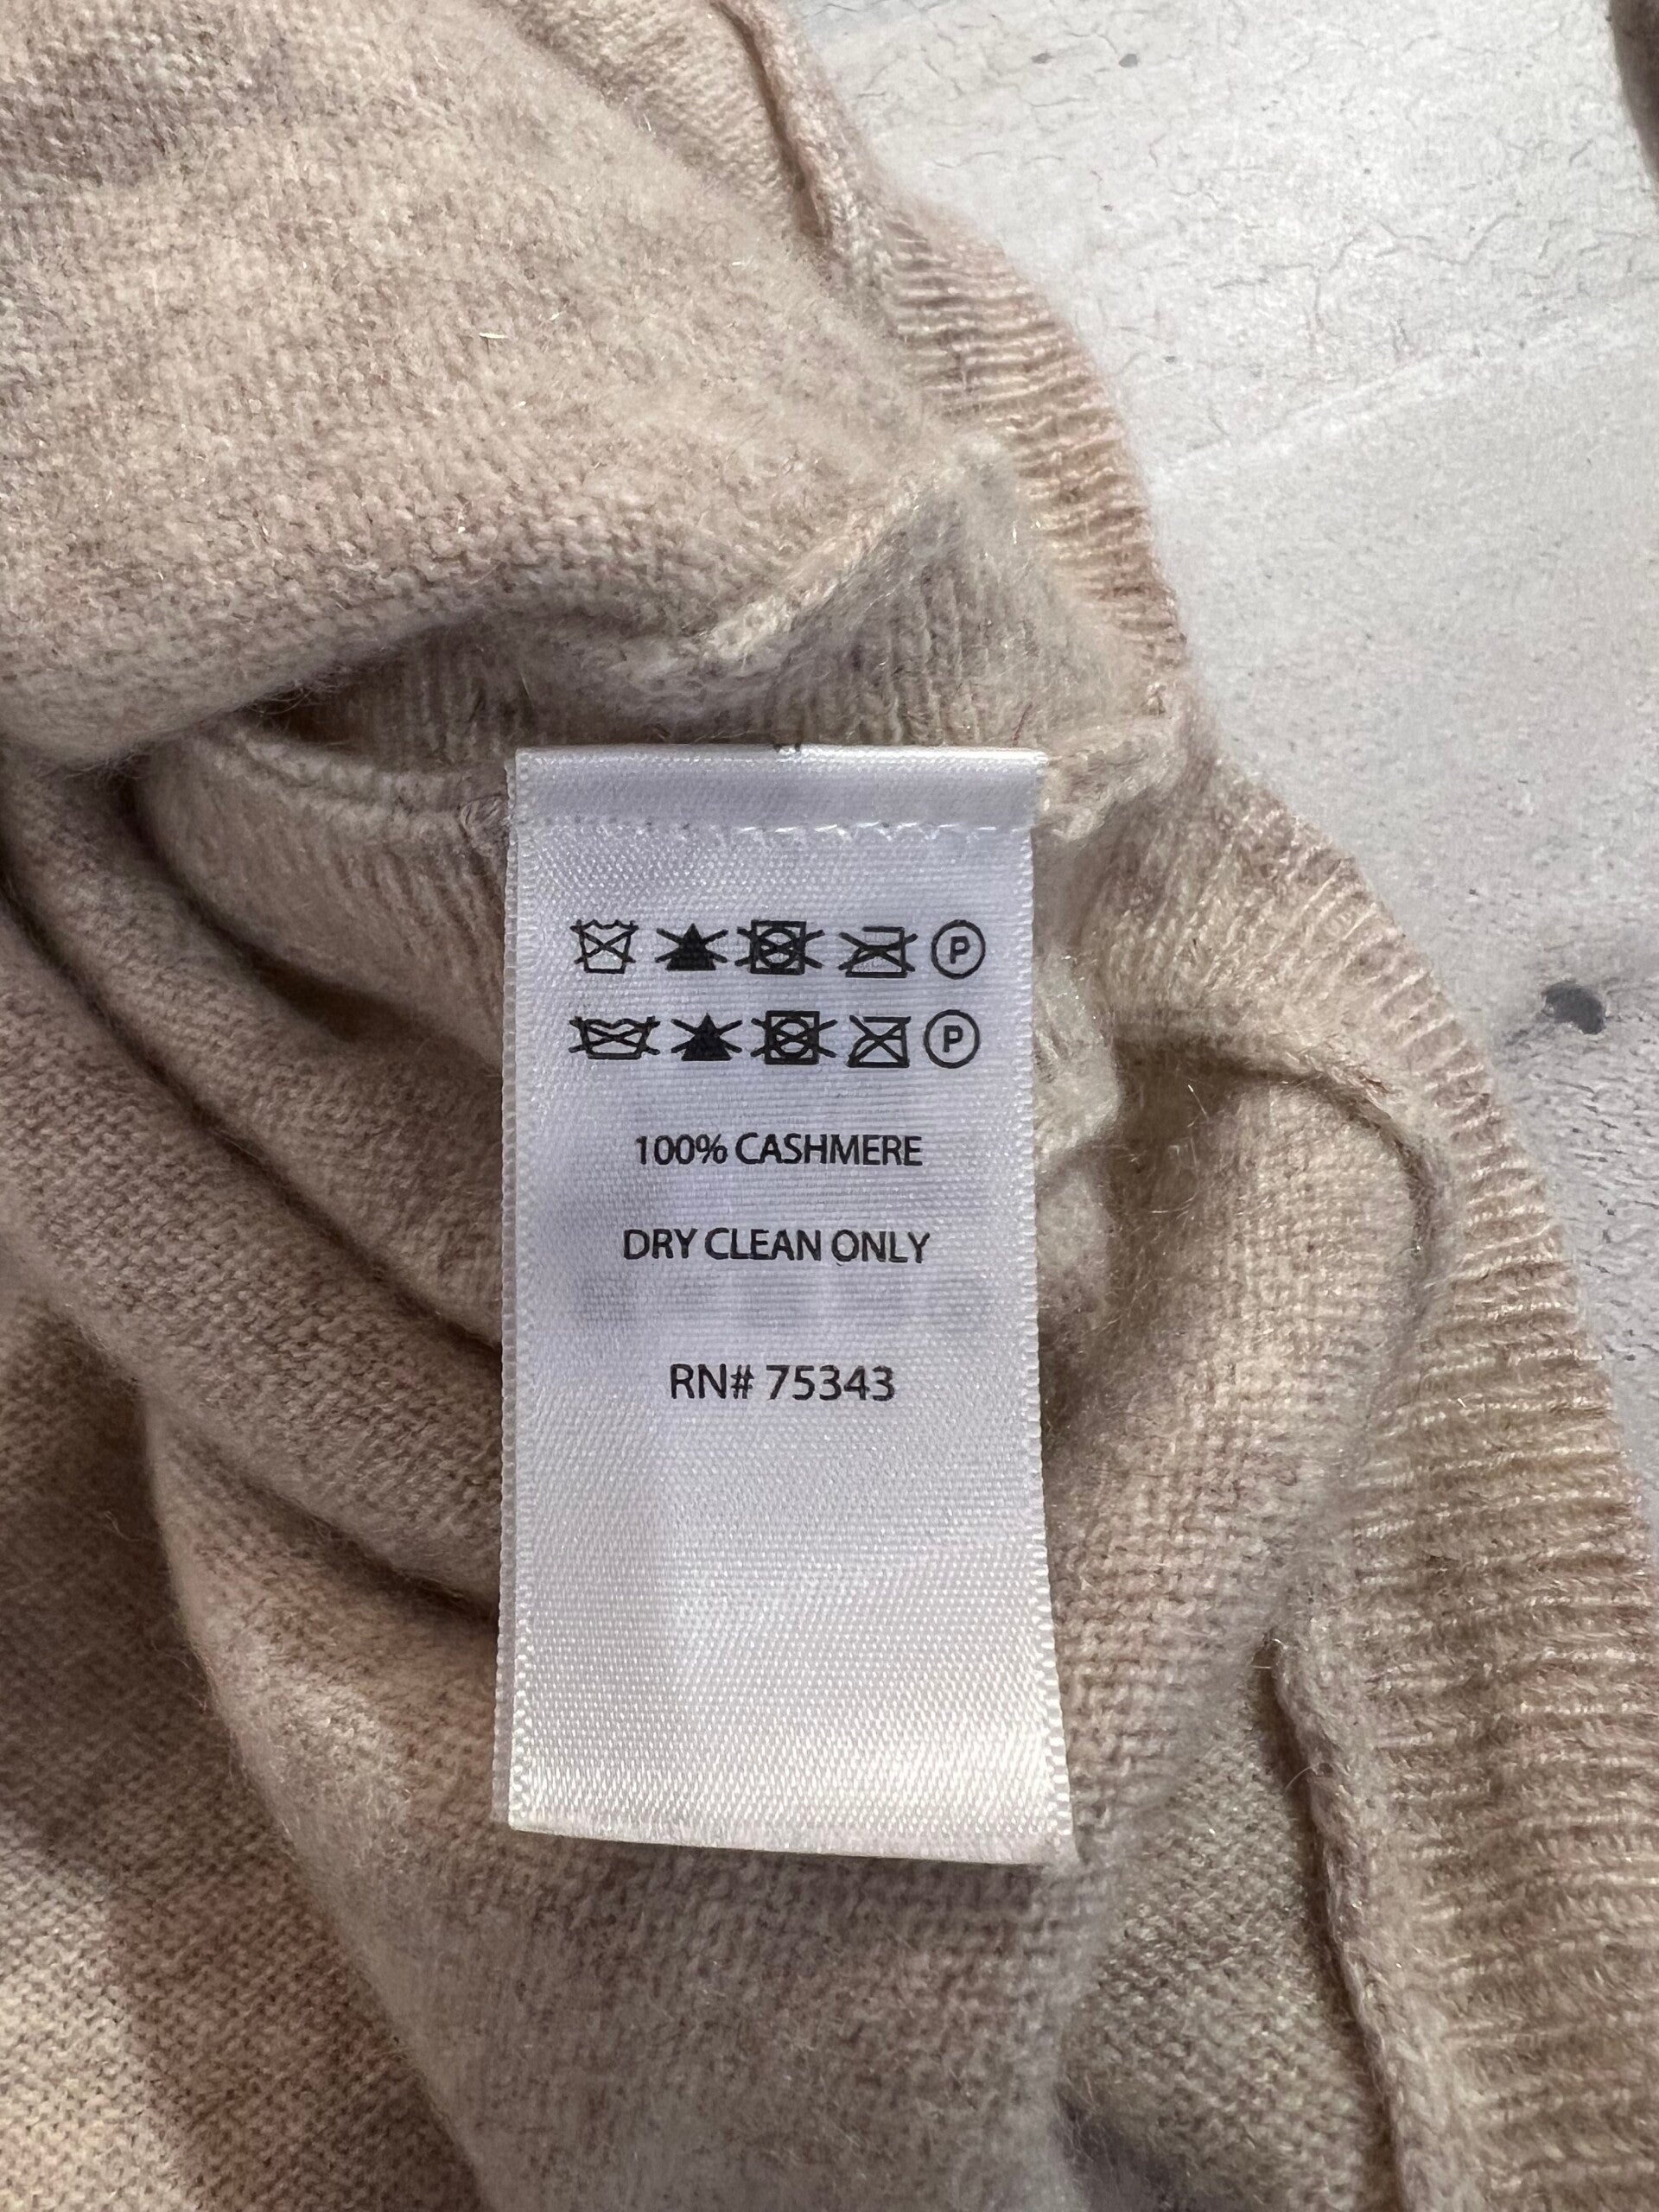 P
P
100% CASHMERE
DRY CLEAN ONLY
RN# 75343